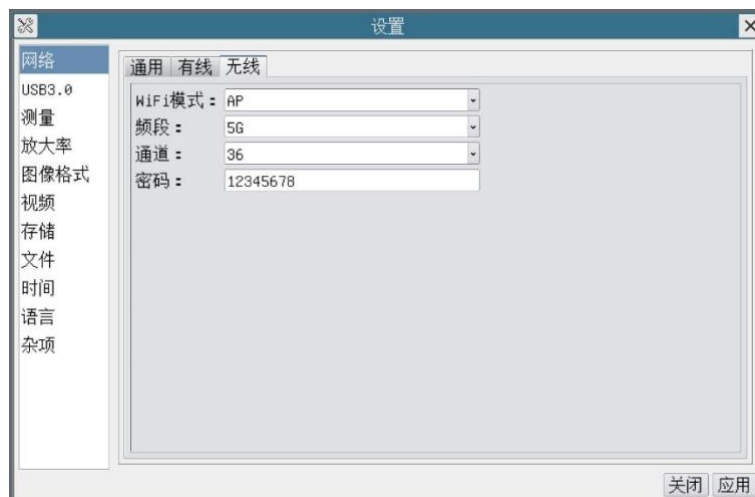 设置
网络
USB3.0
测量
放大率
图像格式
视频
存储
文件
时间
语言
杂项
通用 有线 无线
WiFi模式： AP
频段： 5G
通道： 36
密码： 12345678
关闭 应用